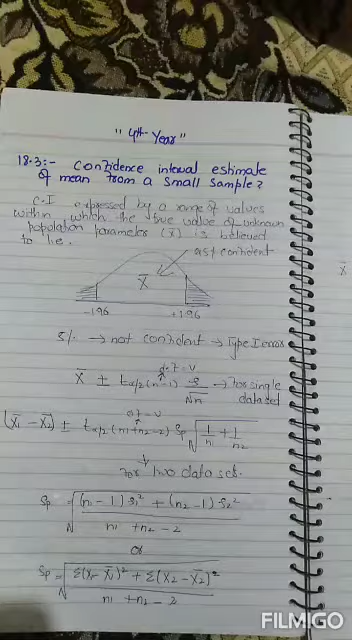 " 4th Year "
18.3:- Confidence interval estimate
of mean from a small sample?
C.I expressed by a range of values
within which the true value of unknown
population parameter (X̄) is believed
to lie.
95% confident
X̄
-1.96 +1.96
5% → not confident → Type I error
d.f = v
X̄ ± tα/2(n-1) s/√n → For single
data set
d.f = v
(X̄1 - X̄2) ± tα/2(n1+n2-2) Sp √(1/n1 + 1/n2)
↓
For two data sets.
Sp = √((n1-1)S1² + (n2-1)S2² / n1+n2-2)
or
Sp = √(Σ(X1-X̄1)² + Σ(X2-X̄2)² / n1+n2-2)
X̄
FILMIGO